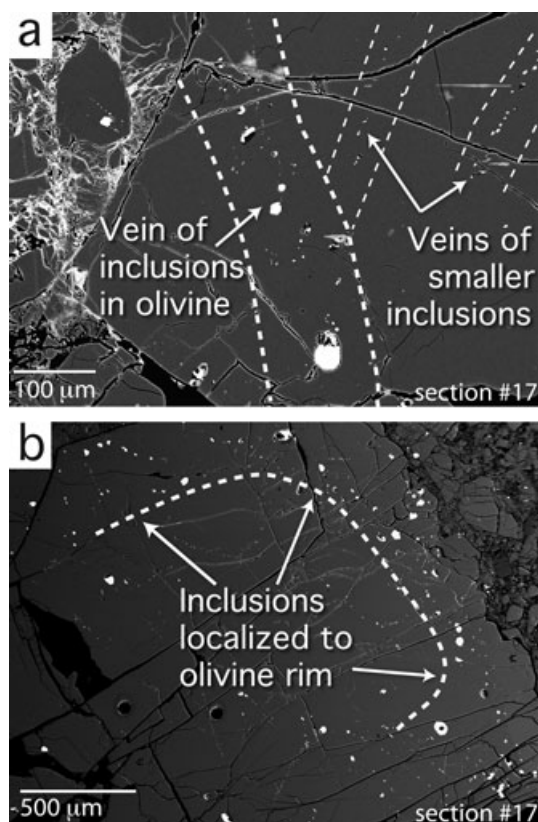 a
Vein of
inclusions
in olivine
Veins of
smaller
inclusions
100 μm
section #17
b
Inclusions
localized to
olivine rim
500 μm
section #17